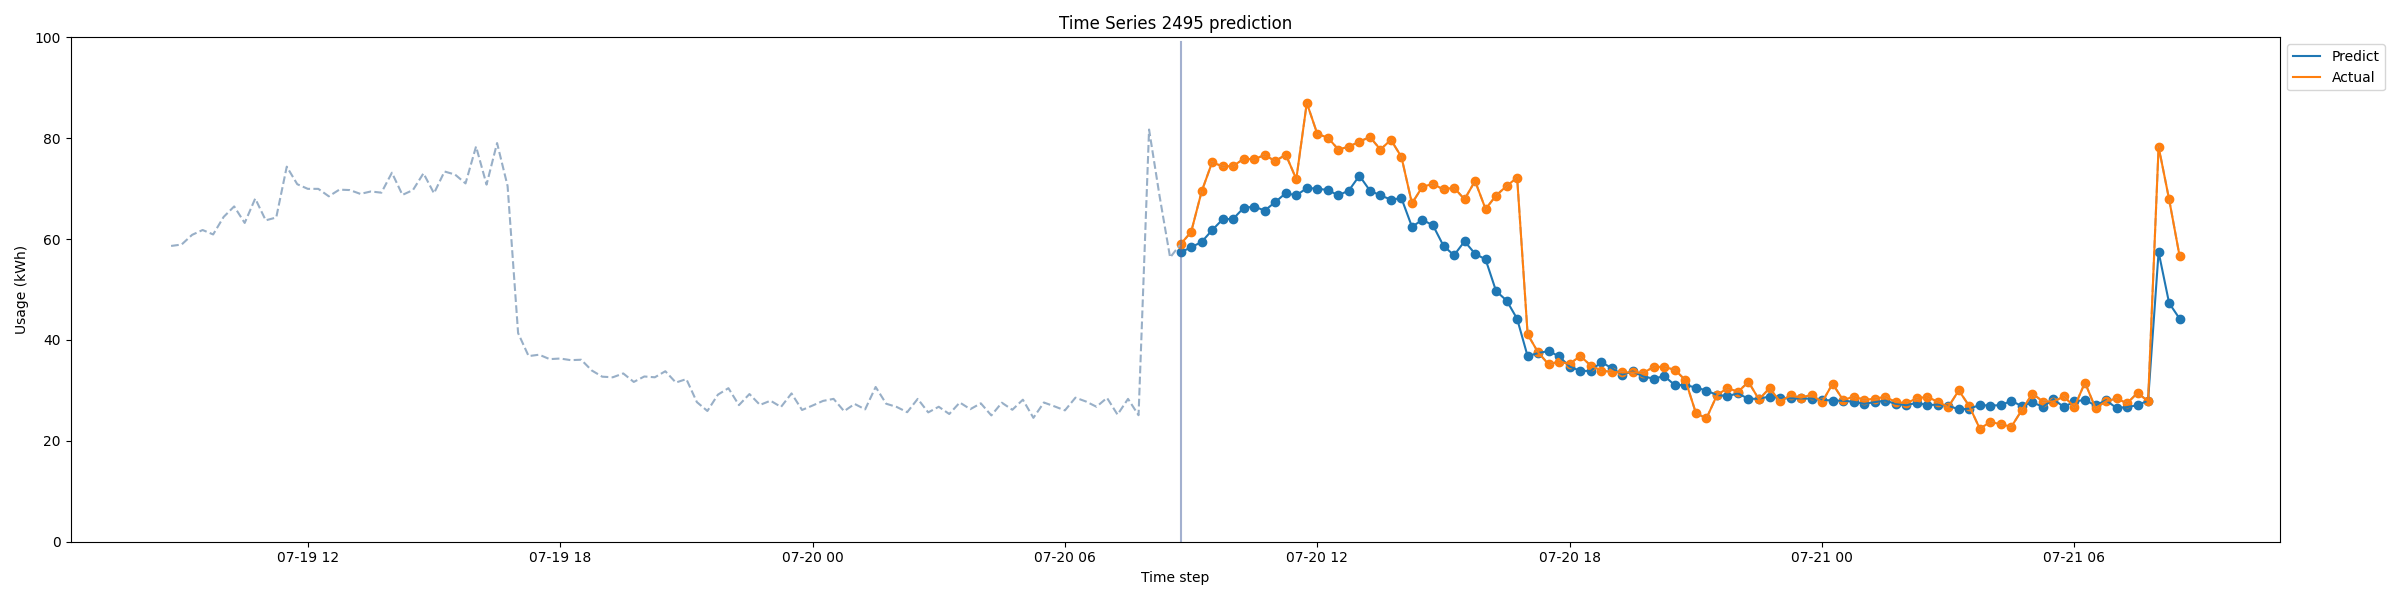 Time Series 2495 prediction
Predict
Actual
Usage (kWh)
100
80
60
40
20
0
07-19 12
07-19 18
07-20 00
07-20 06
07-20 12
07-20 18
07-21 00
07-21 06
Time step